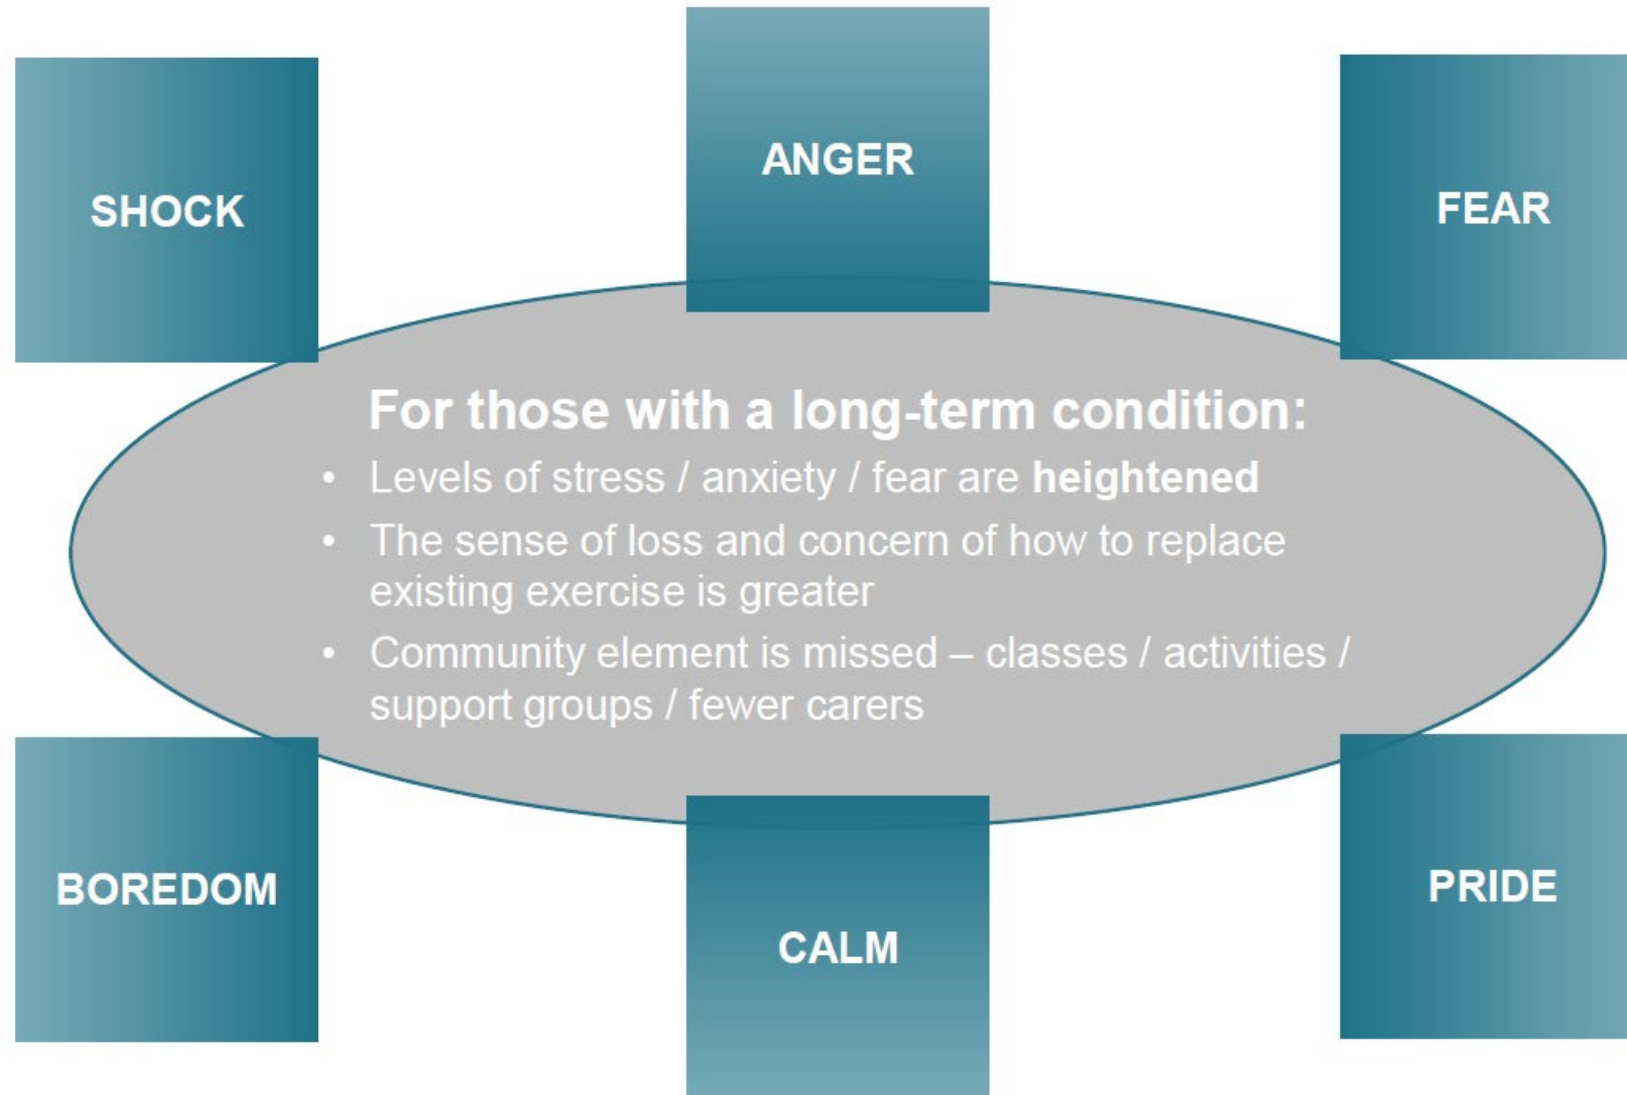 SHOCK
ANGER
FEAR
For those with a long-term condition:
• Levels of stress / anxiety / fear are heightened
• The sense of loss and concern of how to replace
existing exercise is greater
• Community element is missed – classes / activities /
support groups / fewer carers
BOREDOM
CALM
PRIDE